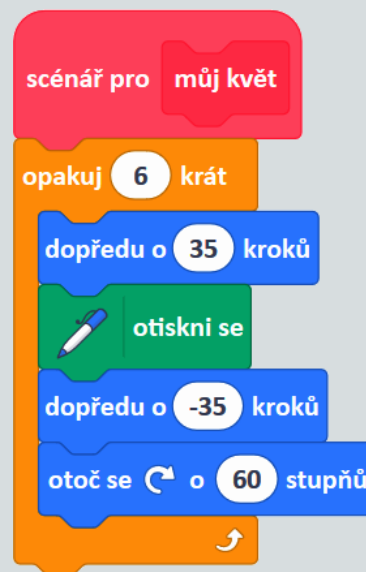 scénář pro můj květ
opakuj 6 krát
dopředu o 35 kroků
otiskni se
dopředu o -35 kroků
otoč se o 60 stupňů